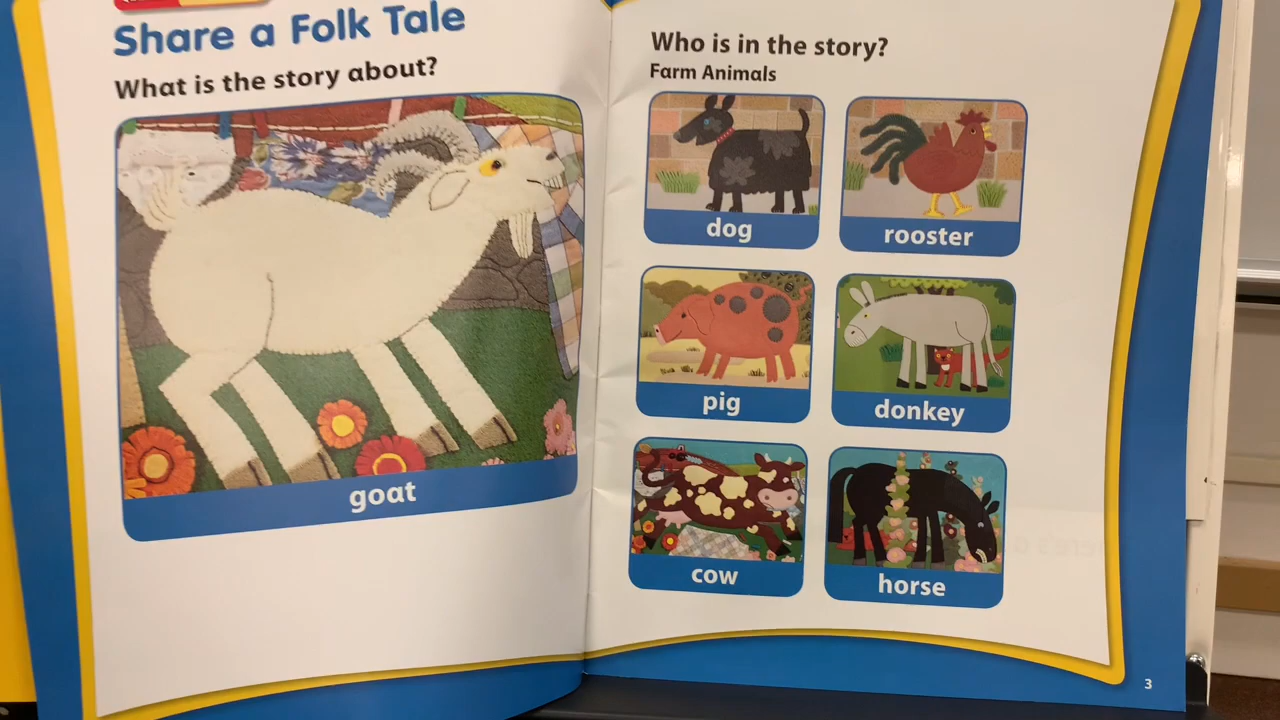 Share a Folk Tale
What is the story about?
goat
Who is in the story?
Farm Animals
dog
rooster
pig
donkey
cow
horse
3